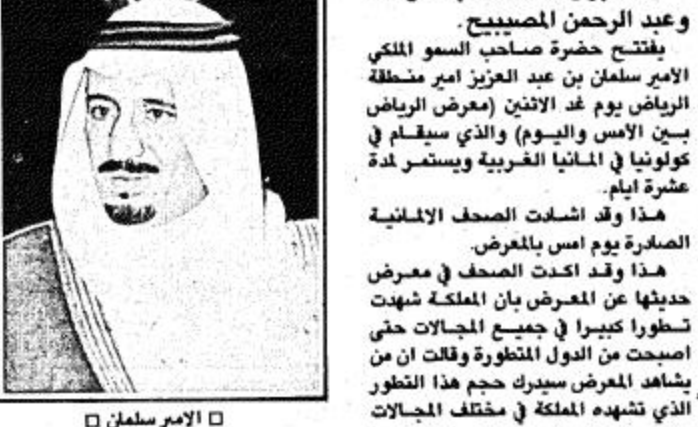 وعبد الرحمن المصيبيح.
يفتتح حضرة صاحب السمو الملكي
الأمير سلمان بن عبد العزيز امير منطقة
الرياض يوم غد الاثنين (معرض الرياض
بين الأمس واليوم) والذي سيقام في
كولونيا في المانيا الغربية ويستمر لمدة
عشرة ايام.
هذا وقد اشادت الصحف الالمانية
الصادرة يوم امس بالمعرض.
هذا وقد اكدت الصحف في معرض
حديثها عن المعرض بان المملكة شهدت
تطورا كبيرا في جميع المجالات حتى
اصبحت من الدول المتطورة وقالت ان من
يشاهد المعرض سيدرك حجم هذا التطور
الذي تشهده المملكة في مختلف المجالات
□ الامير سلمان □